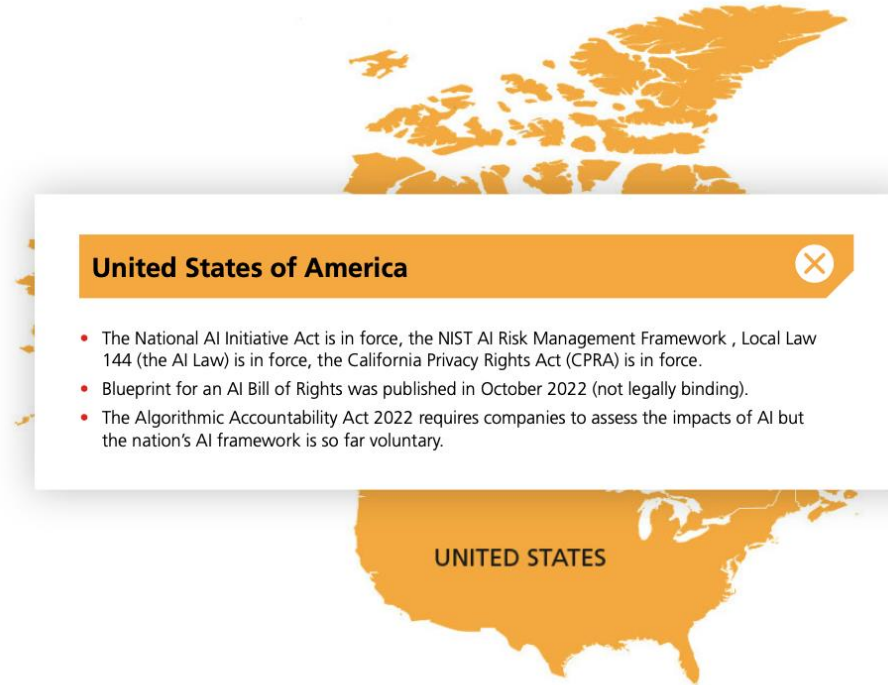 United States of America
• The National AI Initiative Act is in force, the NIST AI Risk Management Framework , Local Law
144 (the AI Law) is in force, the California Privacy Rights Act (CPRA) is in force.
• Blueprint for an AI Bill of Rights was published in October 2022 (not legally binding).
• The Algorithmic Accountability Act 2022 requires companies to assess the impacts of AI but
the nation’s AI framework is so far voluntary.
UNITED STATES